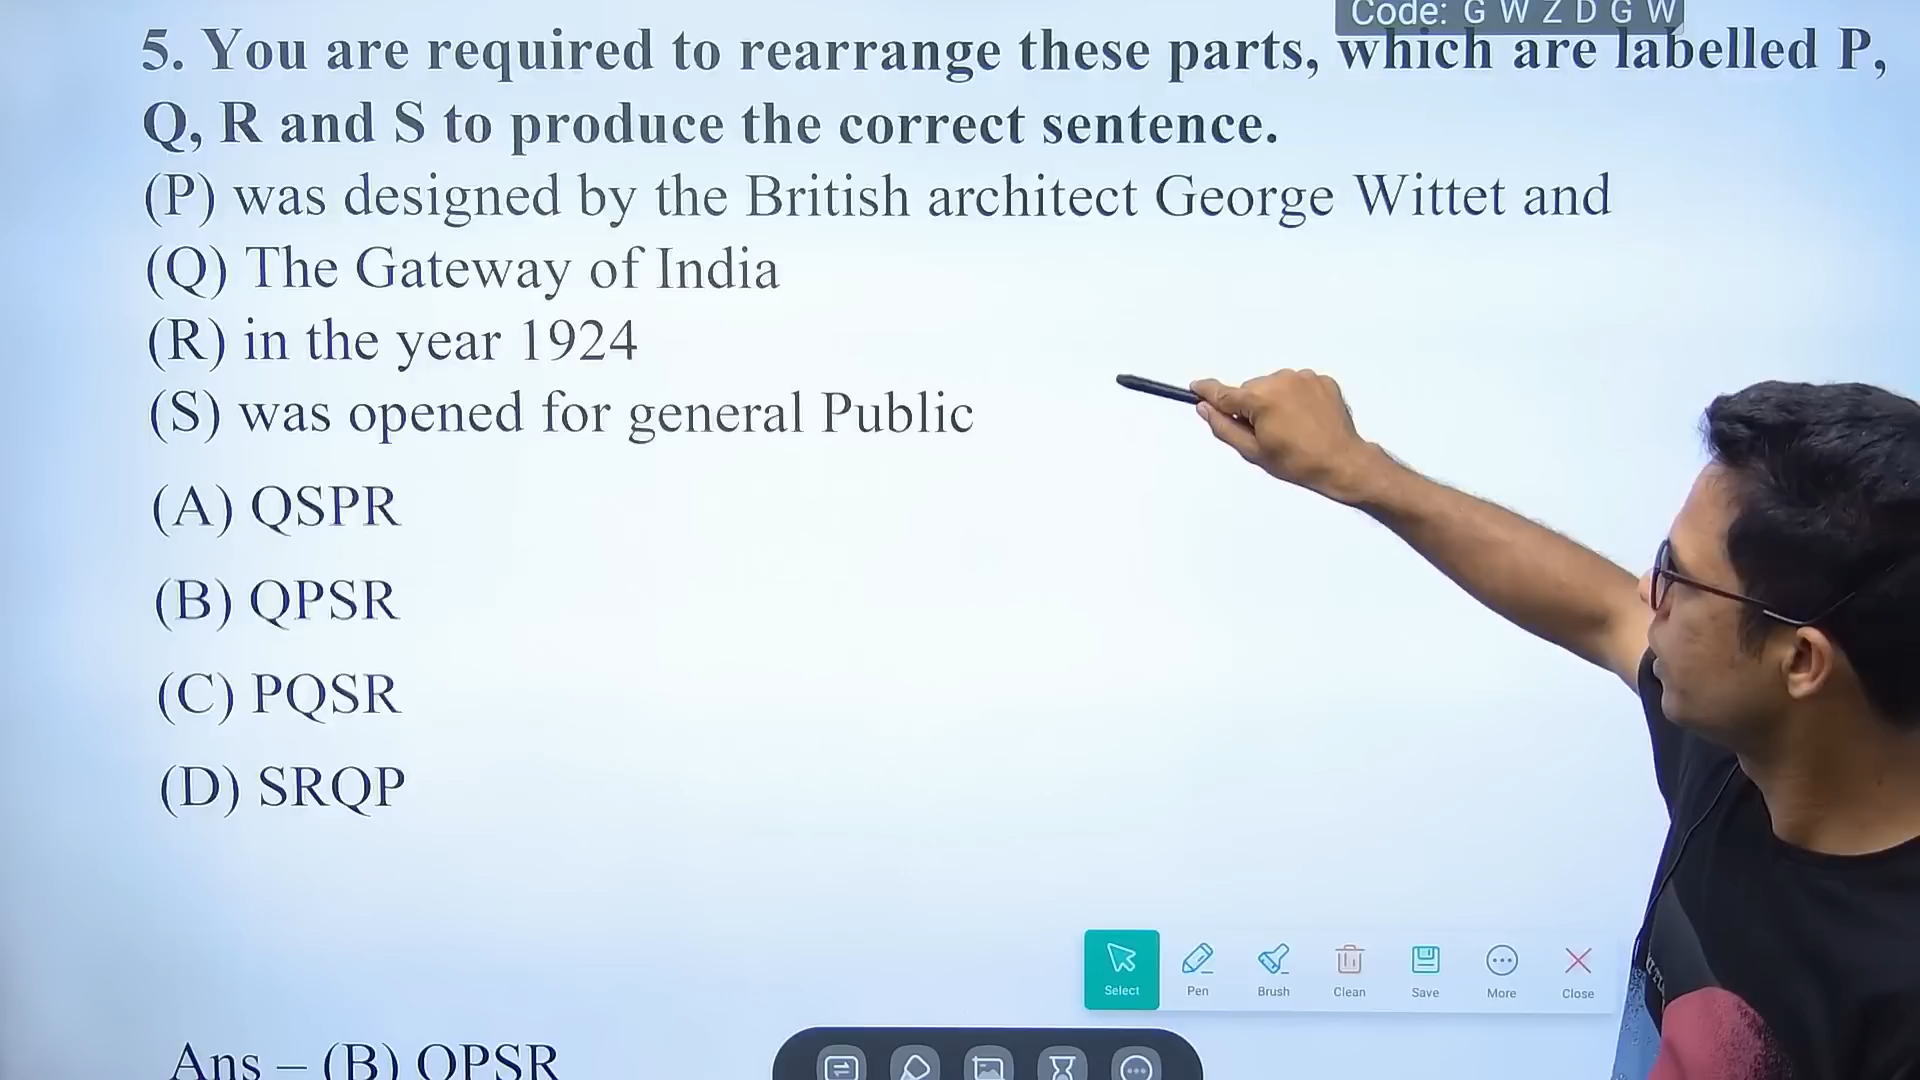 Code: G W Z D G W
5. You are required to rearrange these parts, which are labelled P,
Q, R and S to produce the correct sentence.
(P) was designed by the British architect George Wittet and
(Q) The Gateway of India
(R) in the year 1924
(S) was opened for general Public
(A) QSPR
(B) QPSR
(C) PQSR
(D) SRQP
Select Pen Brush Clean Save More Close
Ans – (B) QPSR